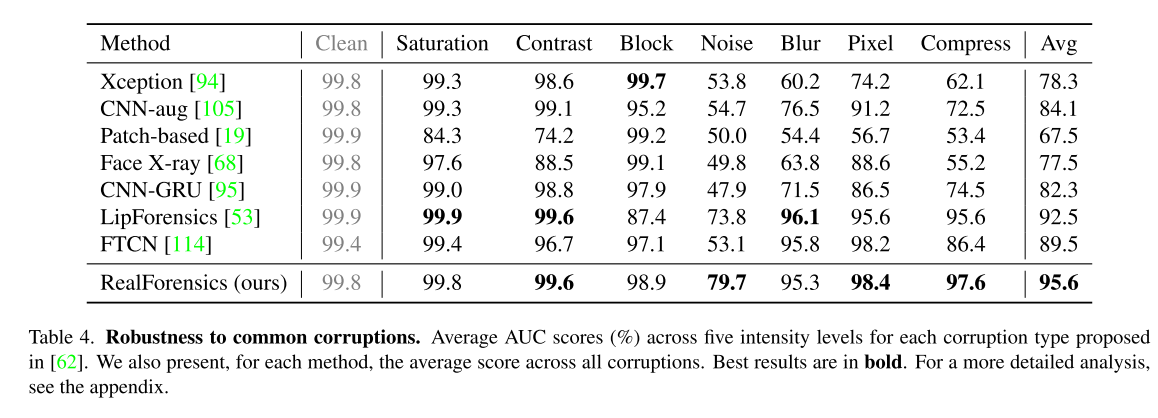 Method Clean Saturation Contrast Block Noise Blur Pixel Compress Avg
Xception [94] 99.8 99.3 98.6 99.7 53.8 60.2 74.2 62.1 78.3
CNN-aug [105] 99.8 99.3 99.1 95.2 54.7 76.5 91.2 72.5 84.1
Patch-based [19] 99.9 84.3 74.2 99.2 50.0 54.4 56.7 53.4 67.5
Face X-ray [68] 99.8 97.6 88.5 99.1 49.8 63.8 88.6 55.2 77.5
CNN-GRU [95] 99.9 99.0 98.8 97.9 47.9 71.5 86.5 74.5 82.3
LipForensics [53] 99.9 99.9 99.6 87.4 73.8 96.1 95.6 95.6 92.5
FTCN [114] 99.4 99.4 96.7 97.1 53.1 95.8 98.2 86.4 89.5
RealForensics (ours) 99.8 99.8 99.6 98.9 79.7 95.3 98.4 97.6 95.6
Table 4. Robustness to common corruptions. Average AUC scores (%) across five intensity levels for each corruption type proposed
in [62]. We also present, for each method, the average score across all corruptions. Best results are in bold. For a more detailed analysis,
see the appendix.